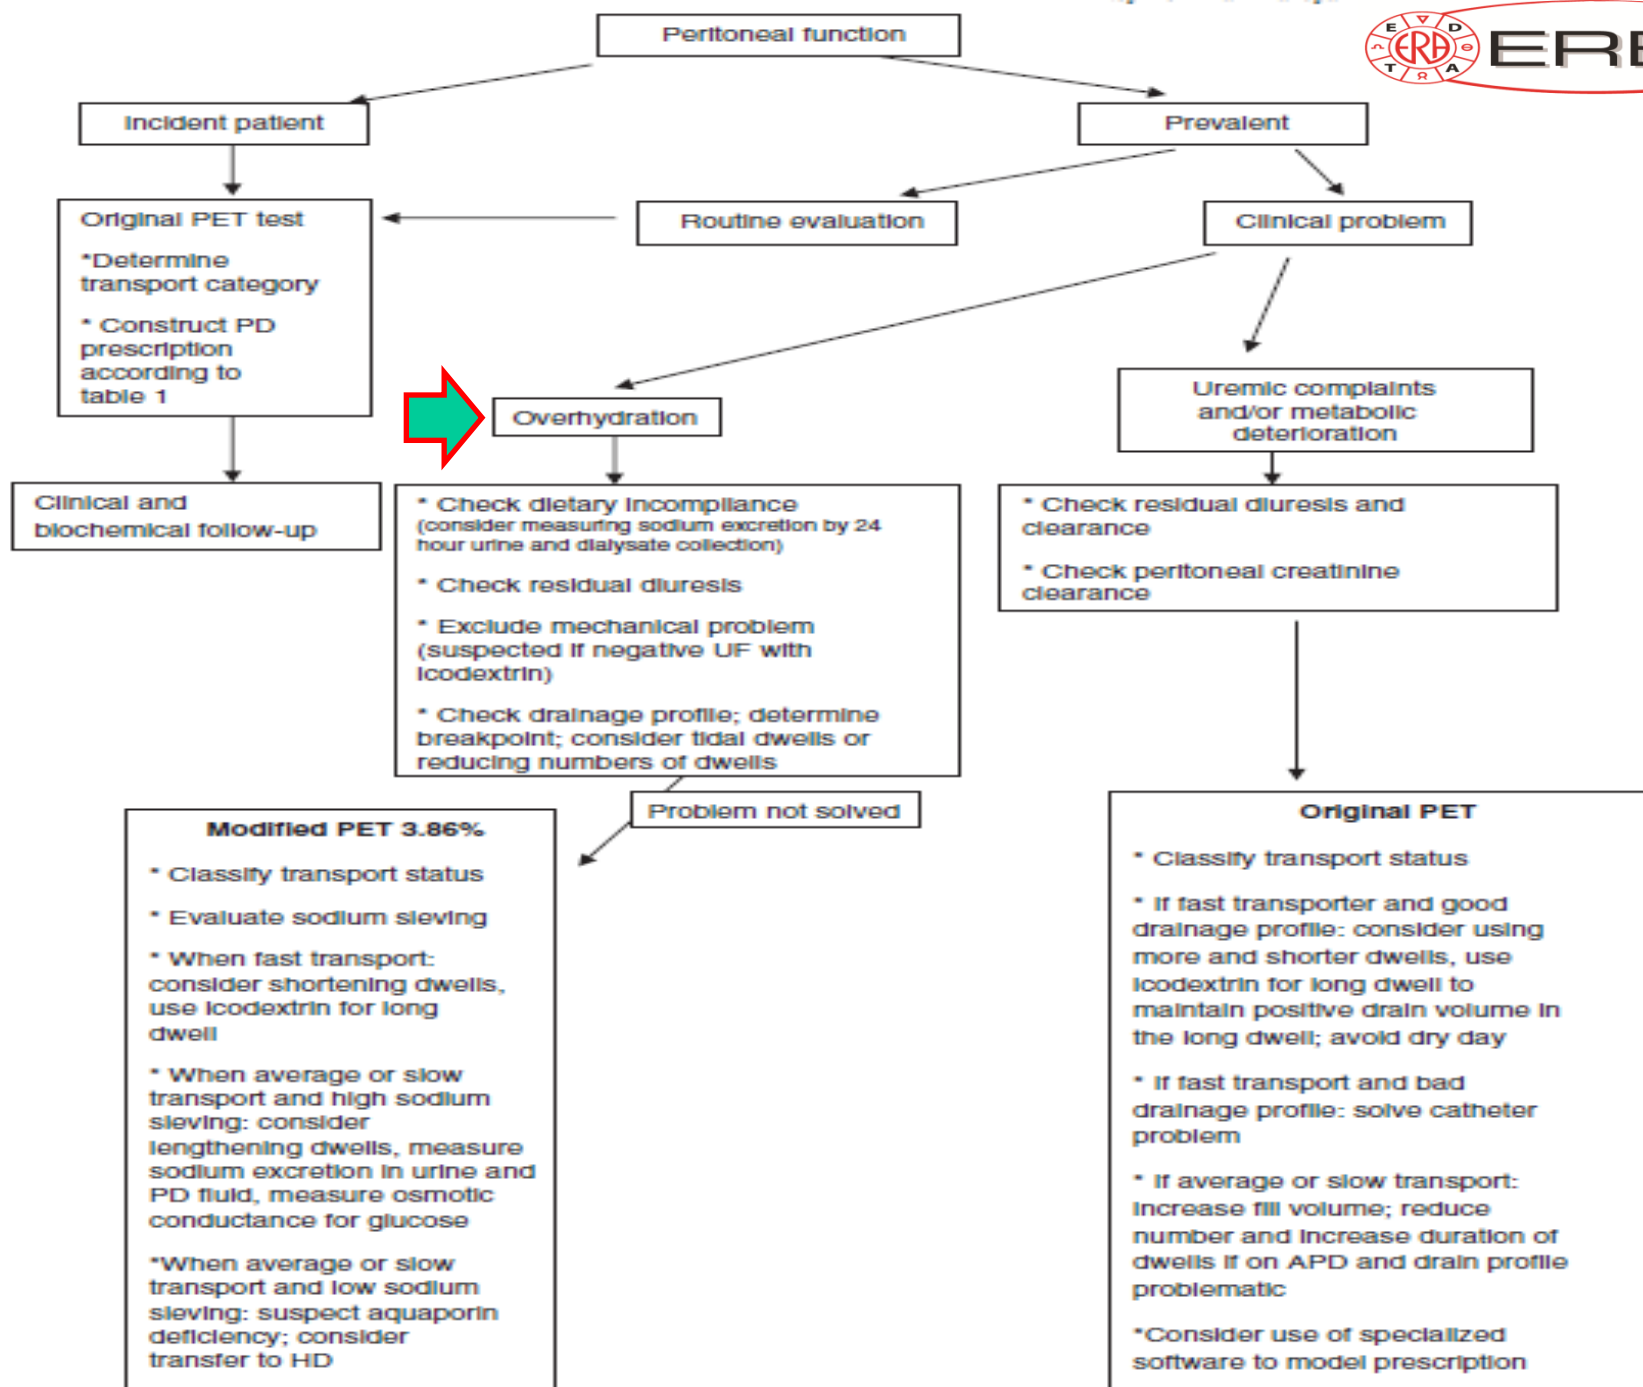 Peritoneal function
E D
ERA
T A
ERB
Incident patient
Prevalent
Original PET test
*Determine
transport category
* Construct PD
prescription
according to
table 1
Routine evaluation
Clinical problem
Overhydration
Uremic complaints
and/or metabolic
deterioration
Clinical and
biochemical follow-up
* Check dietary incompliance
(consider measuring sodium excretion by 24
hour urine and dialysate collection)
* Check residual diuresis
* Exclude mechanical problem
(suspected if negative UF with
icodextrin)
* Check drainage profile; determine
breakpoint; consider tidal dwells or
reducing numbers of dwells
* Check residual diuresis and
clearance
* Check peritoneal creatinine
clearance
Problem not solved
Modified PET 3.86%
* Classify transport status
* Evaluate sodium sieving
* When fast transport:
consider shortening dwells,
use icodextrin for long
dwell
* When average or slow
transport and high sodium
sieving: consider
lengthening dwells, measure
sodium excretion in urine and
PD fluid, measure osmotic
conductance for glucose
*When average or slow
transport and low sodium
sieving: suspect aquaporin
deficiency; consider
transfer to HD
Original PET
* Classify transport status
* If fast transporter and good
drainage profile: consider using
more and shorter dwells, use
icodextrin for long dwell to
maintain positive drain volume in
the long dwell; avoid dry day
* If fast transport and bad
drainage profile: solve catheter
problem
* If average or slow transport:
increase fill volume; reduce
number and increase duration of
dwells if on APD and drain profile
problematic
*Consider use of specialized
software to model prescription